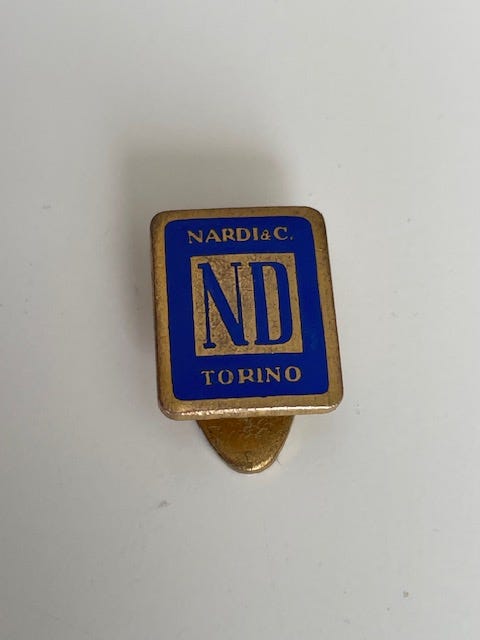 NARDI & C.
ND
TORINO